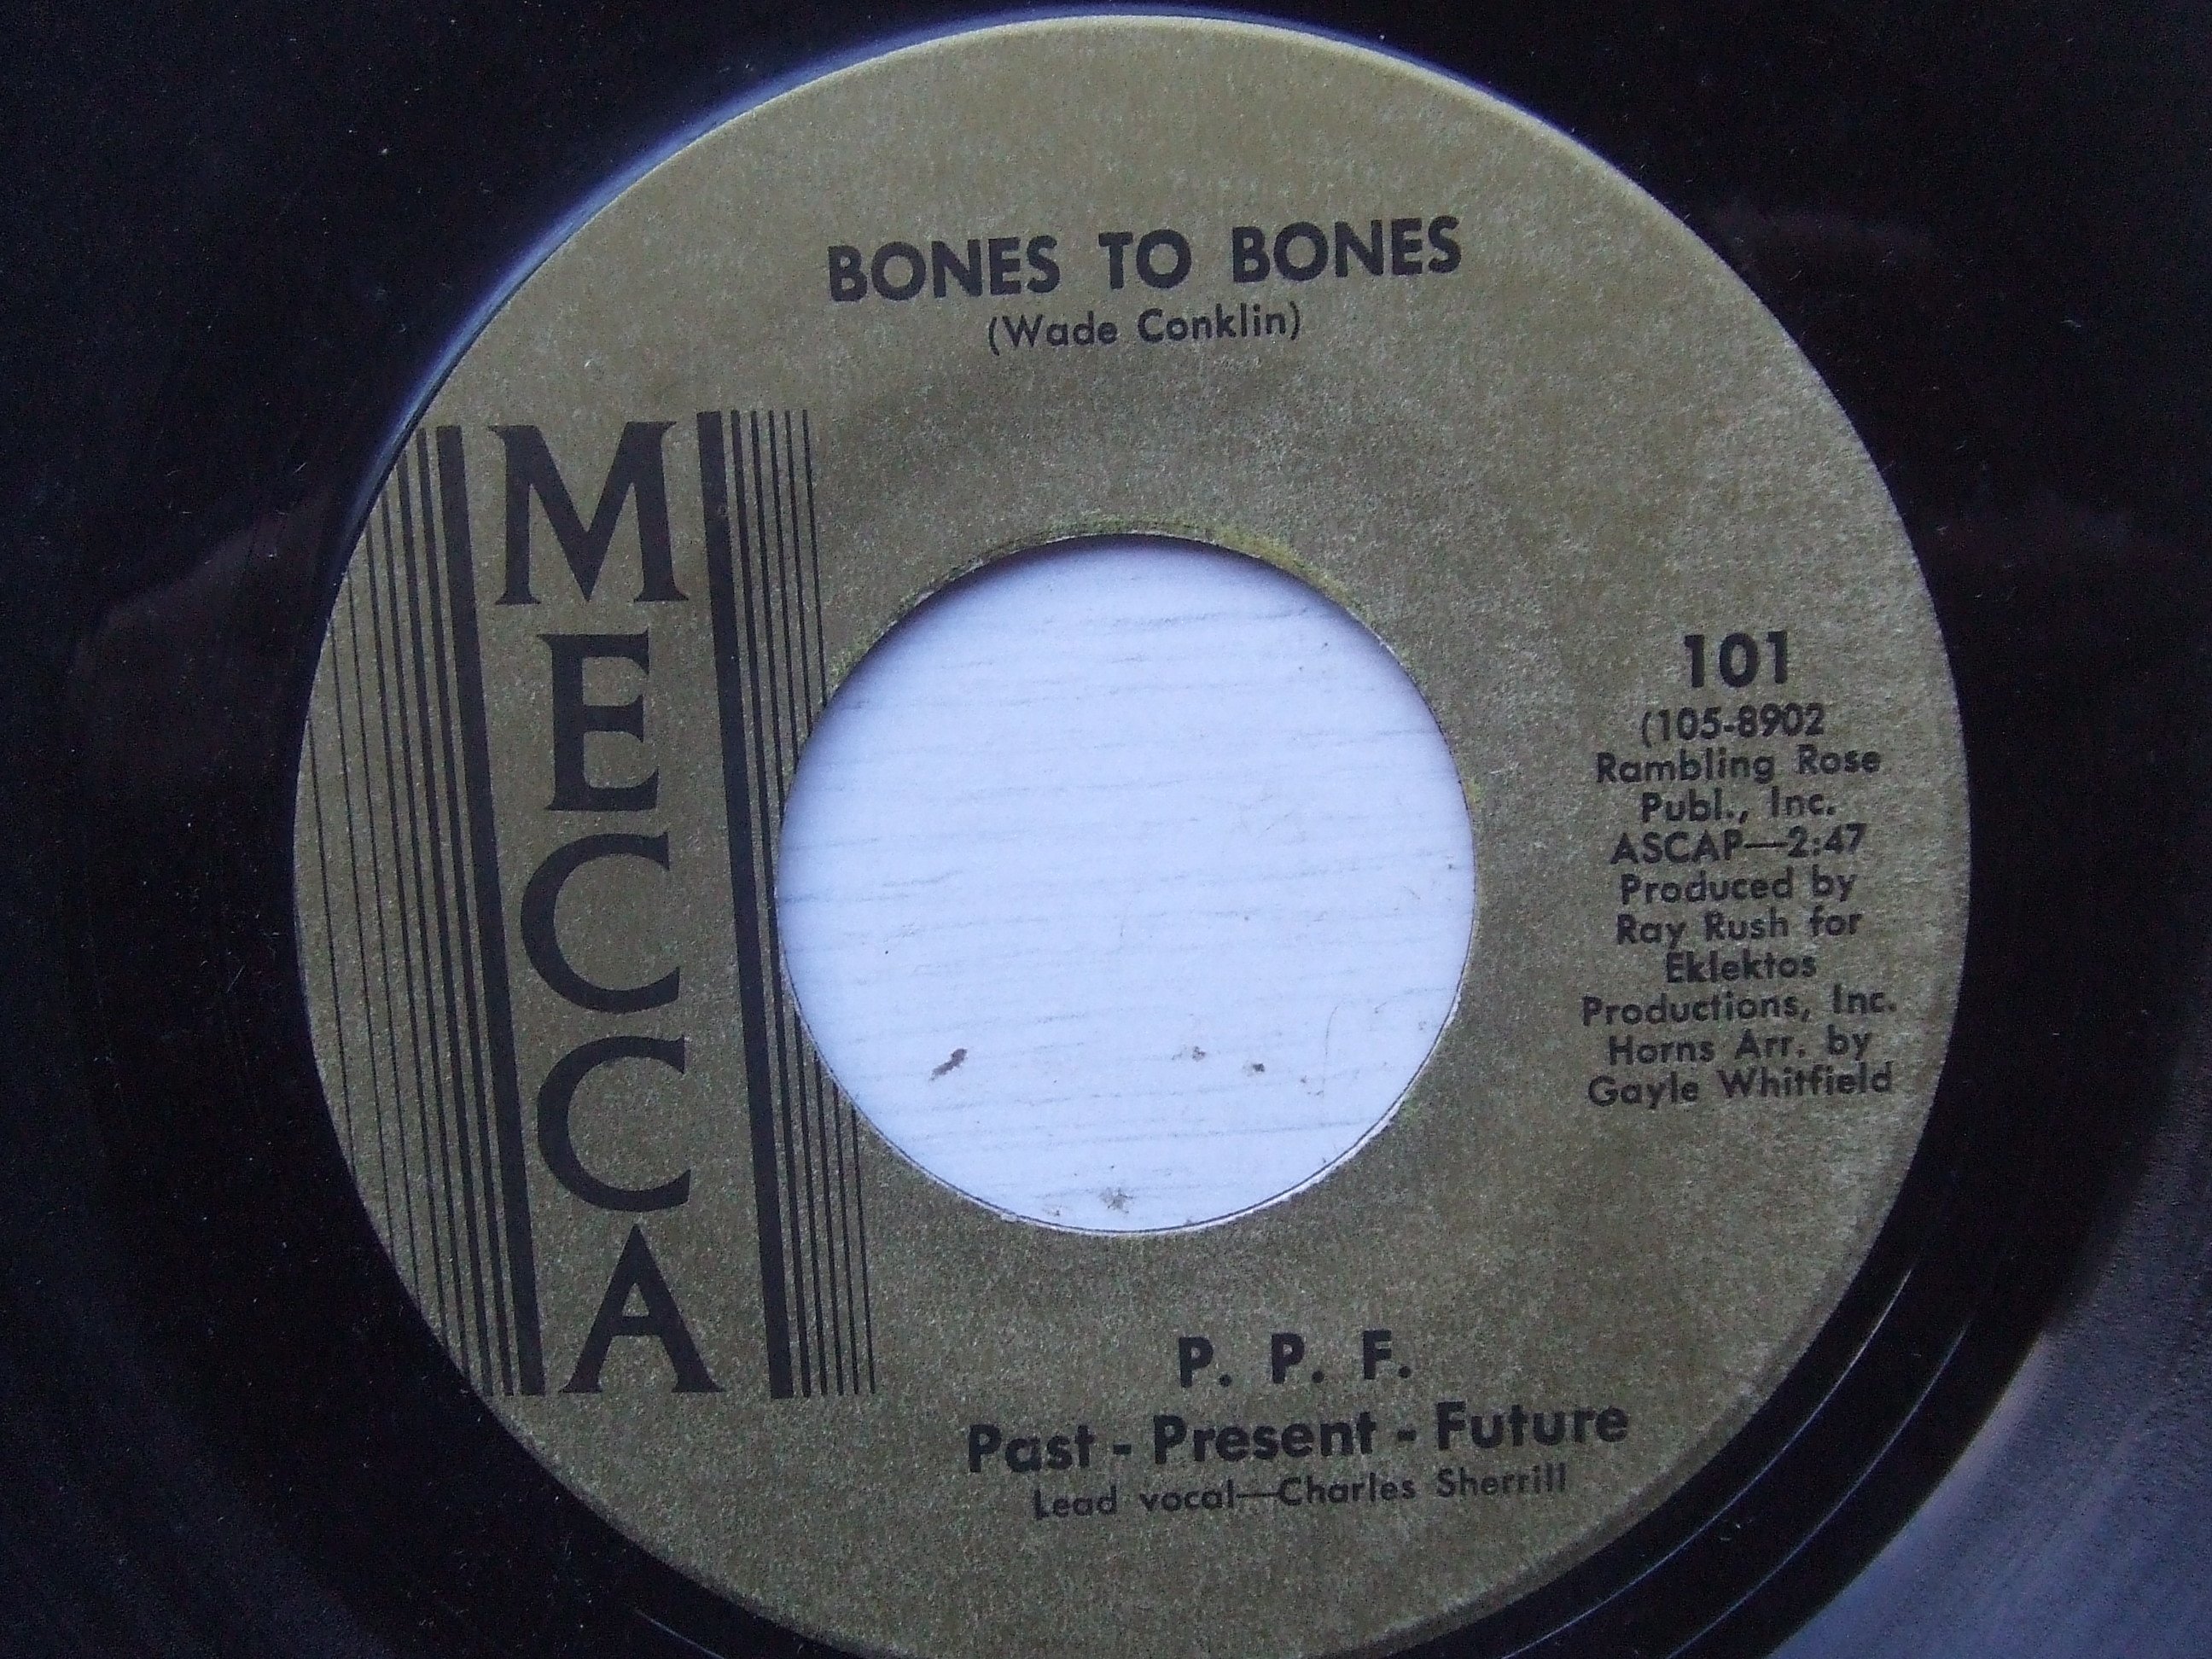 BONES TO BONES
(Wade Conklin)
MECCA
101
(105-8902
Rambling Rose
Publ., Inc.
ASCAP—2:47
Produced by
Ray Rush for
Eklektos
Productions, Inc.
Horns Arr. by
Gayle Whitfield
P. P. F.
Past - Present - Future
Lead vocal—Charles Sherrill